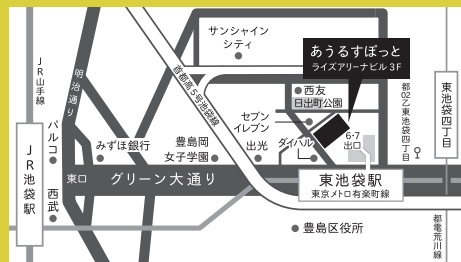 サンシャイン
シティ
あうるすぽっと
ライズアリーナビル3F
JR山手線
明治通り
首都高5号池袋線
西友
日出町公園
都02乙東池袋四丁目
東池袋四丁目
セブン
イレブン
パルコ
みずほ銀行
豊島岡
女子学園
出光
ダイハツ
6・7
出口
JR池袋駅
東口
グリーン大通り
東池袋駅
東京メトロ有楽町線
西武
都電荒川線
豊島区役所